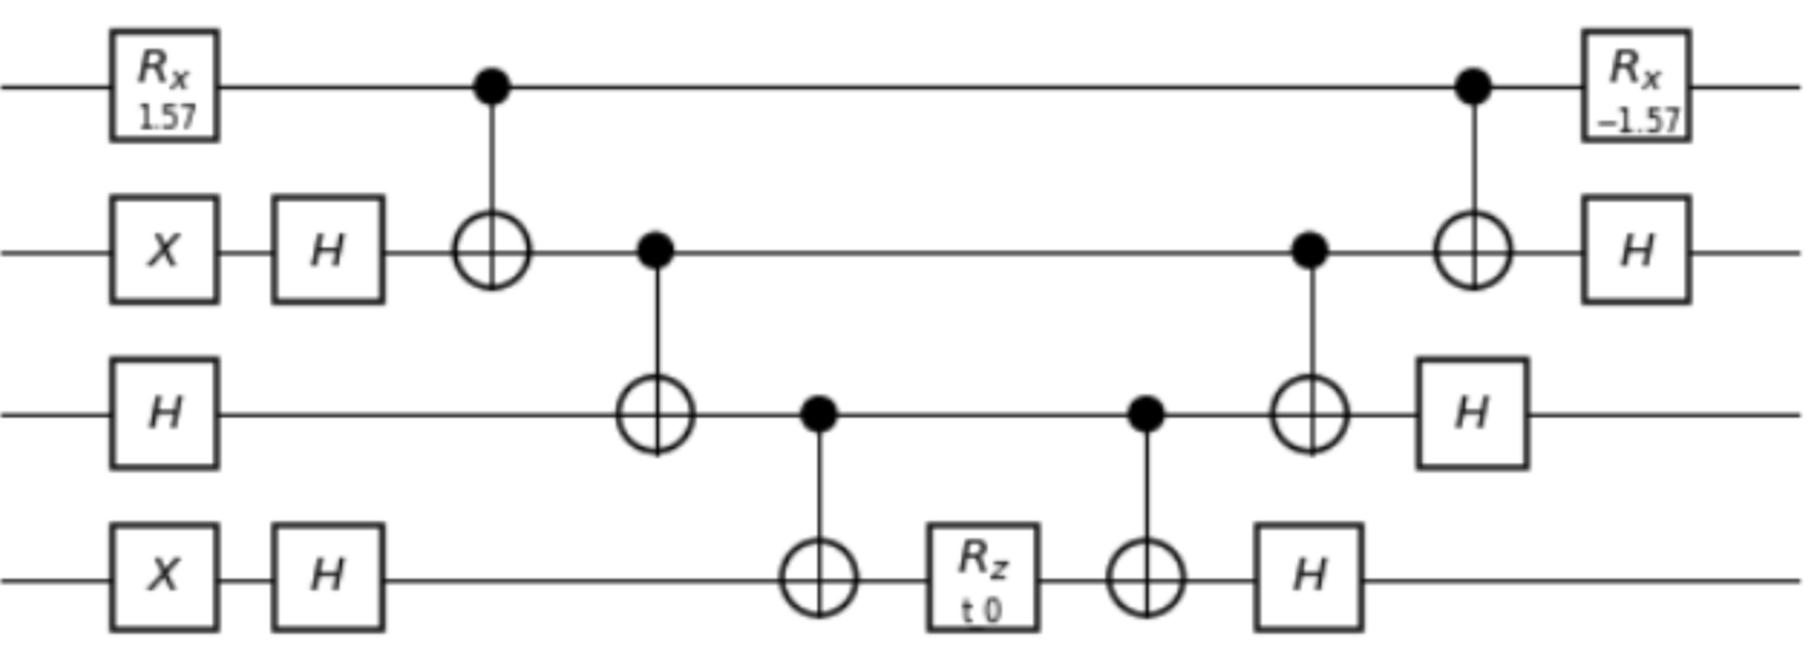 Rx
1.57
Rx
−1.57
X H H
H H
X H Rz
t 0
H